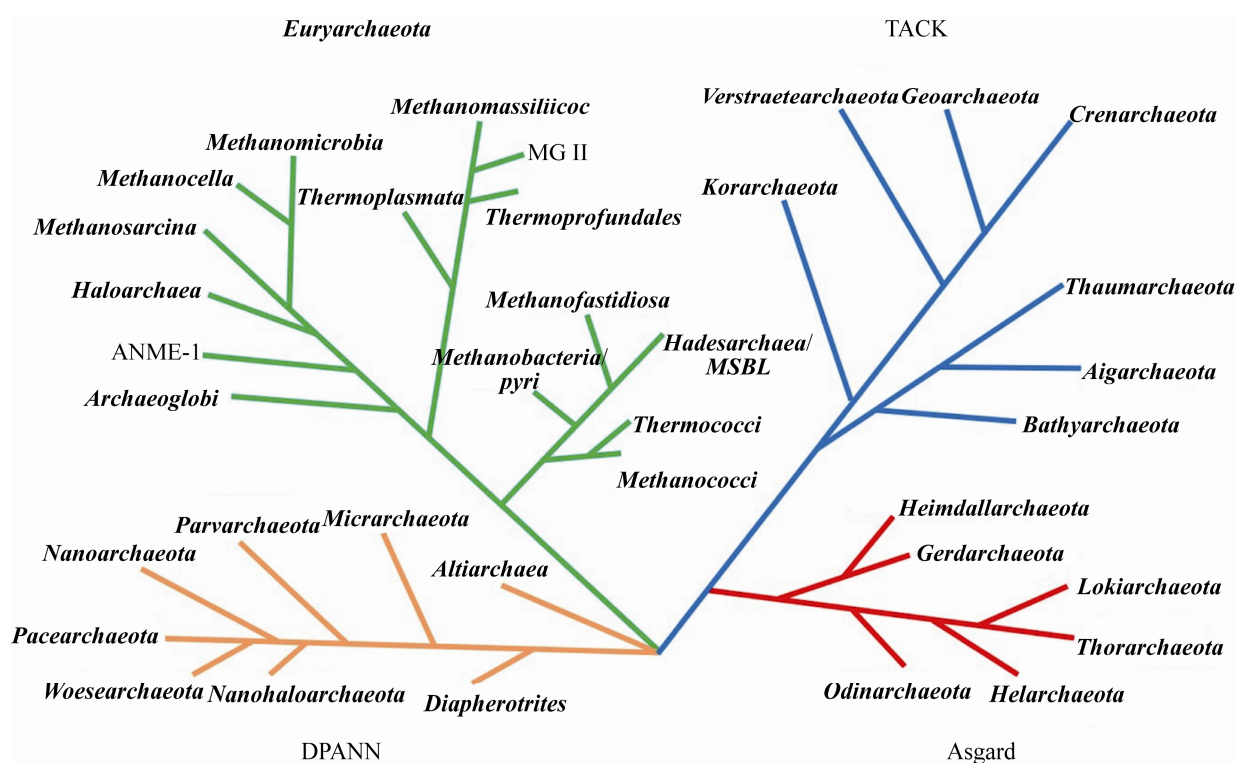 Euryarchaeota
TACK
Methanomassiliicoc
Verstraetearchaeota
Geoarchaeota
Crenarchaeota
Methanomicrobia
MG II
Methanocella
Thermoplasmata
Korarchaeota
Methanosarcina
Thermoprofundales
Haloarchaea
Methanofastidiosa
Thaumarchaeota
ANME-1
Methanobacteria/
pyri
Hadesarchaea/
MSBL
Aigarchaeota
Archaeoglobi
Thermococci
Bathyarchaeota
Methanococci
Heimdallarchaeota
Parvarchaeota
Micrarchaeota
Nanoarchaeota
Gerdarchaeota
Altiarchaea
Lokiarchaeota
Pacearchaeota
Thorarchaeota
Woesearchaeota
Nanohaloarchaeota
Diapherotrites
Odinarchaeota
Helarchaeota
DPANN
Asgard